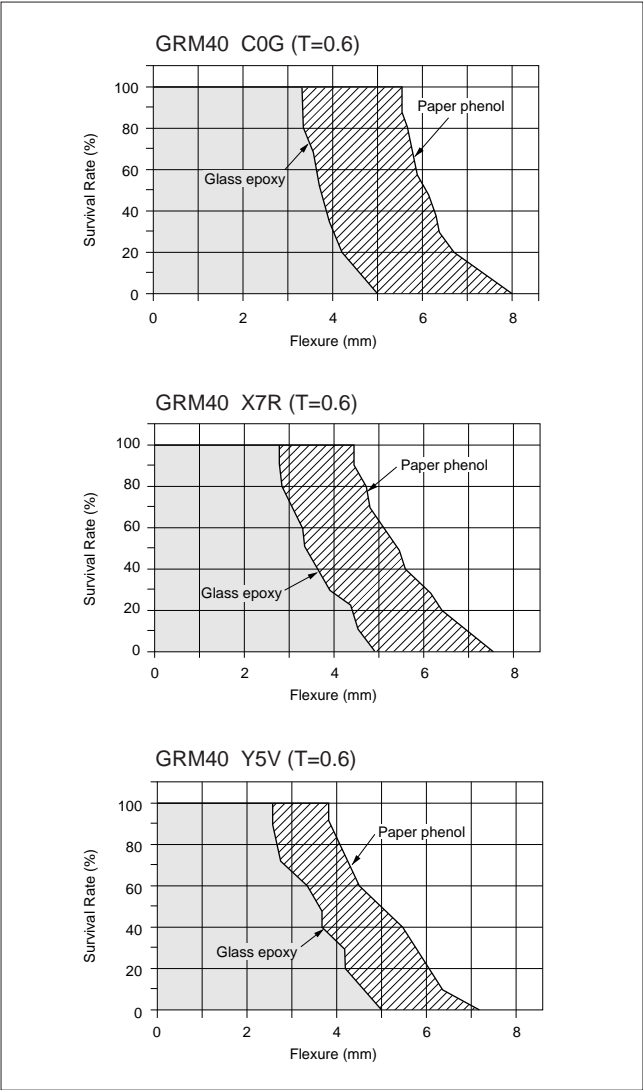 GRM40 C0G (T=0.6)
100
80
60
40
20
0
Survival Rate (%)
Paper phenol
Glass epoxy
0 2 4 6 8
Flexure (mm)
GRM40 X7R (T=0.6)
100
80
60
40
20
0
Survival Rate (%)
Paper phenol
Glass epoxy
0 2 4 6 8
Flexure (mm)
GRM40 Y5V (T=0.6)
100
80
60
40
20
0
Survival Rate (%)
Paper phenol
Glass epoxy
0 2 4 6 8
Flexure (mm)